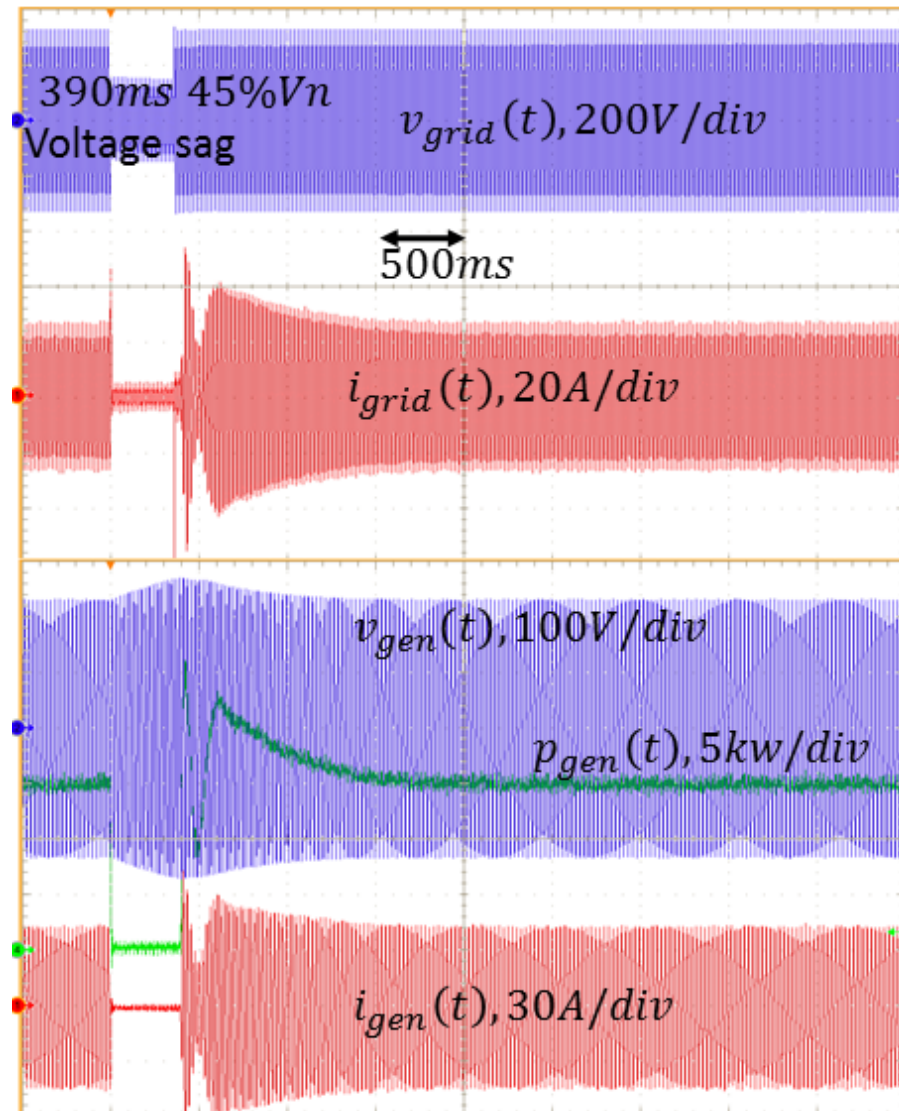 390ms 45%Vn
Voltage sag
v_grid(t), 200V/div
500ms
i_grid(t), 20A/div
v_gen(t), 100V/div
p_gen(t), 5kw/div
i_gen(t), 30A/div